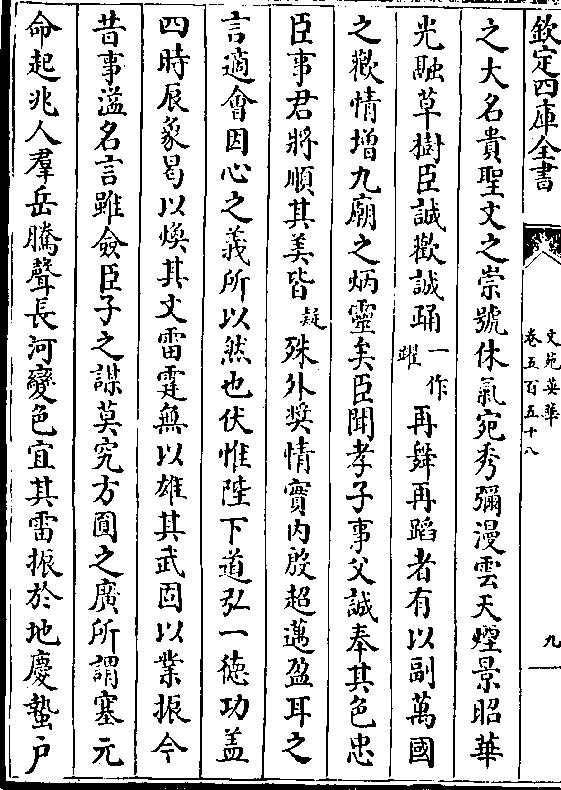 欽定四庫全書
文苑英華
卷五百五十八
九
之大名貴聖文之崇號休氣宛秀彌漫雲天煙景昭華
光融草樹臣誠歡誠踊一作躍再舞再蹈者有以副萬國
之歡情增九廟之炳靈矣臣聞孝子事父誠奉其色忠
臣事君將順其美皆疑殊外奬情實内殷超邁盈耳之
言適會因心之義所以然也伏惟陛下道弘一德功葢
四時辰象曷以煥其文雷霆無以雄其武固以業振今
昔事溢名言雖僉臣子之謀莫究方圓之廣所謂塞元
命起兆人羣岳騰聲長河變色宜其雷振於地慶蟄户